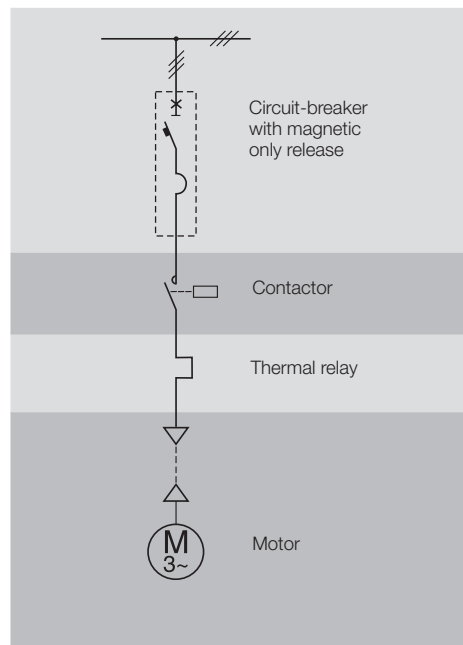 Circuit-breaker
with magnetic
only release
Contactor
Thermal relay
M
3~
Motor